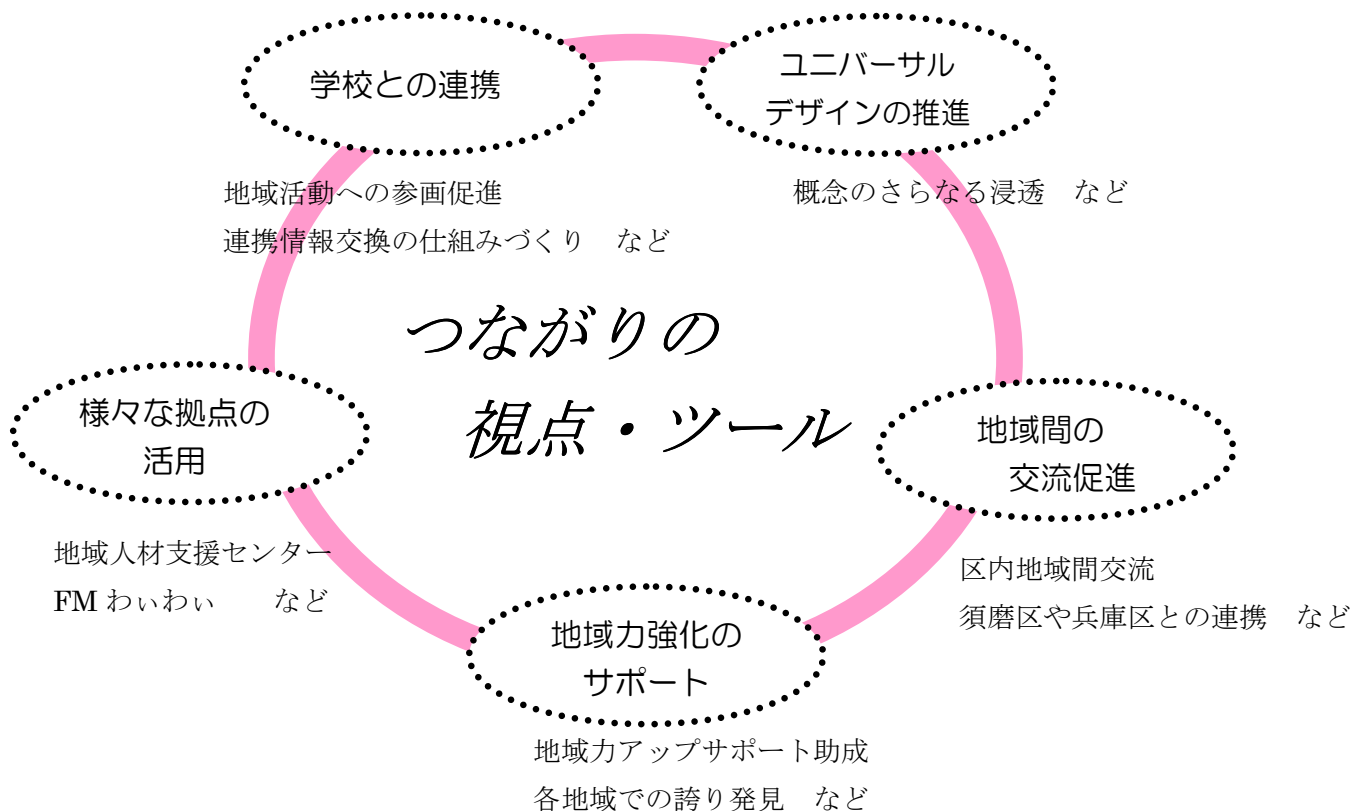 学校との連携
地域活動への参画促進
連携情報交換の仕組みづくり　など
ユニバーサル
デザインの推進
概念のさらなる浸透　など
つながりの
視点・ツール
様々な拠点の
活用
地域人材支援センター
FMわぃわぃ　　など
地域間の
交流促進
区内地域間交流
須磨区や兵庫区との連携　など
地域力強化の
サポート
地域力アップサポート助成
各地域での誇り発見　など